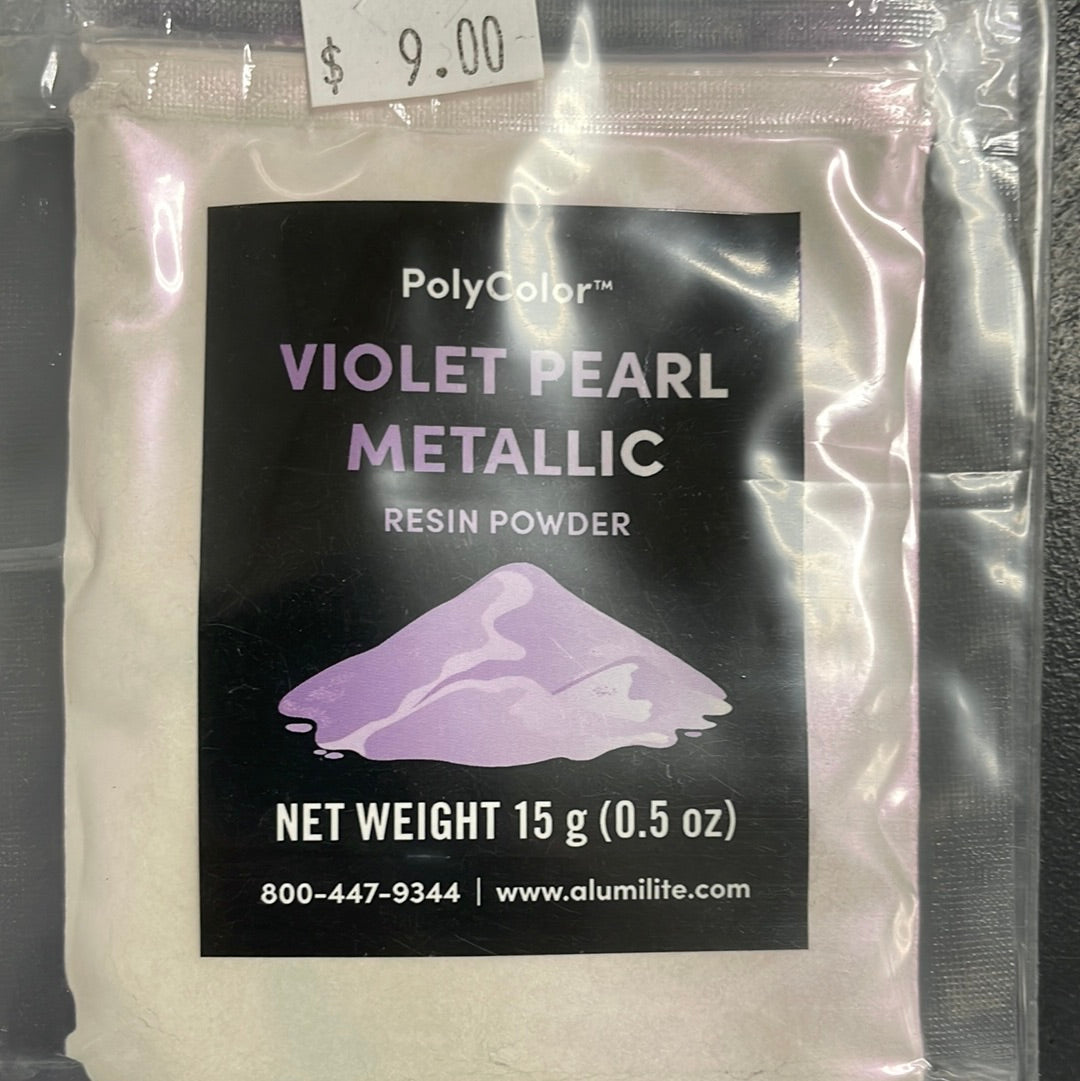 $ 9.00
PolyColor™
VIOLET PEARL
METALLIC
RESIN POWDER
NET WEIGHT 15 g (0.5 oz)
800-447-9344 | www.alumilite.com